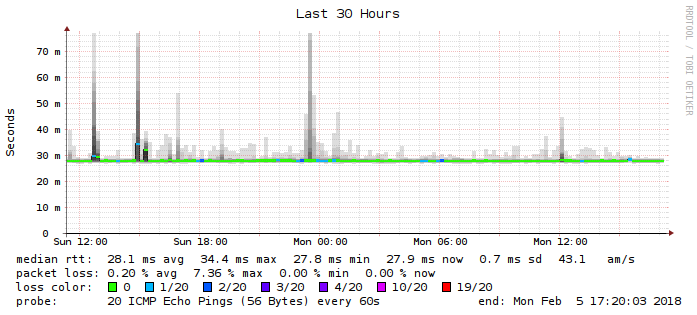 Last 30 Hours
RRDTOOL / TOBI OETIKER
Seconds
70 m
60 m
50 m
40 m
30 m
20 m
10 m
0
Sun 12:00 Sun 18:00 Mon 00:00 Mon 06:00 Mon 12:00
median rtt: 28.1 ms avg 34.4 ms max 27.8 ms min 27.9 ms now 0.7 ms sd 43.1 am/s
packet loss: 0.20 % avg 7.36 % max 0.00 % min 0.00 % now
loss color: 0 1/20 2/20 3/20 4/20 10/20 19/20
probe: 20 ICMP Echo Pings (56 Bytes) every 60s end: Mon Feb 5 17:20:03 2018